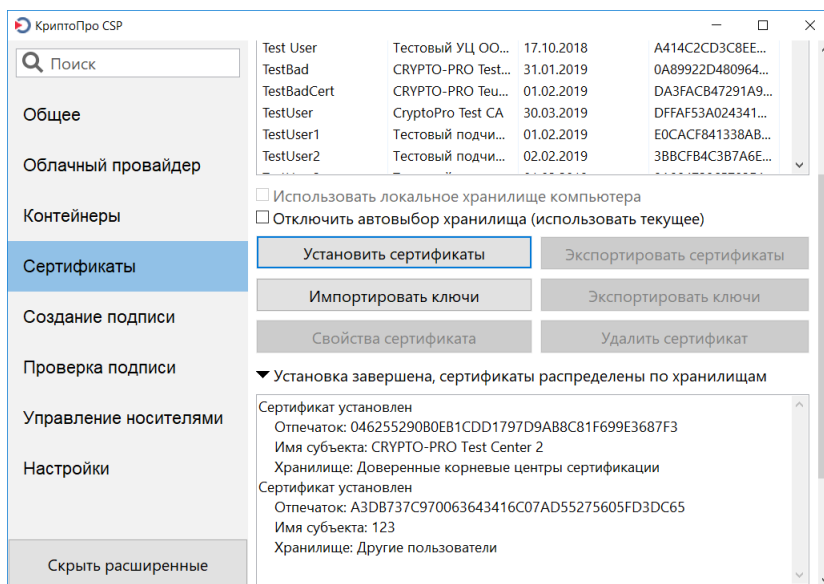 КриптоПро CSP
Поиск
Общее
Облачный провайдер
Контейнеры
Сертификаты
Создание подписи
Проверка подписи
Управление носителями
Настройки
Скрыть расширенные
Test User Тестовый УЦ ОО... 17.10.2018 A414C2CD3C8EE...
TestBad CRYPTO-PRO Test... 31.01.2019 0A89922D480964...
TestBadCert CRYPTO-PRO Teu... 01.02.2019 DA3FACB47291A9...
TestUser CryptoPro Test CA 30.03.2019 DFFAF53A024341...
TestUser1 Тестовый подчи... 01.02.2019 E0CACF841338AB...
TestUser2 Тестовый подчи... 02.02.2019 3BBCFB4C3B7A6E...
Использовать локальное хранилище компьютера
Отключить автовыбор хранилища (использовать текущее)
Установить сертификаты Экспортировать сертификаты
Импортировать ключи Экспортировать ключи
Свойства сертификата Удалить сертификат
Установка завершена, сертификаты распределены по хранилищам
Сертификат установлен
Отпечаток: 046255290B0EB1CDD1797D9AB8C81F699E3687F3
Имя субъекта: CRYPTO-PRO Test Center 2
Хранилище: Доверенные корневые центры сертификации
Сертификат установлен
Отпечаток: A3DB737C970063643416C07AD55275605FD3DC65
Имя субъекта: 123
Хранилище: Другие пользователи